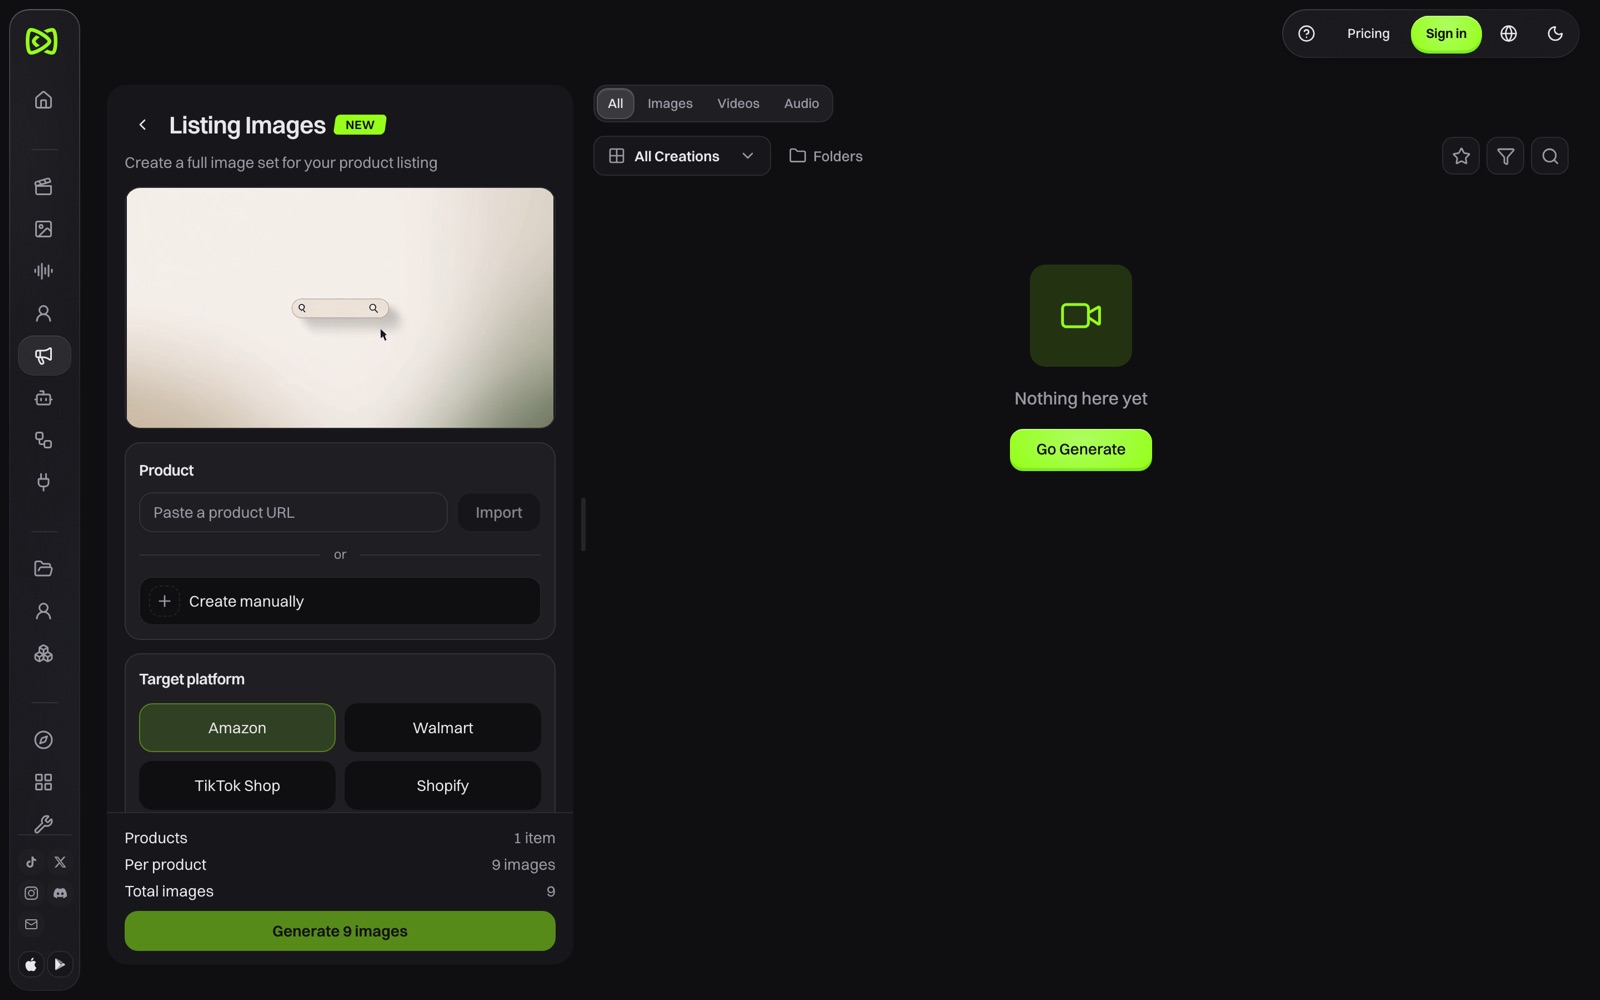 Pricing
Sign in
Listing Images
NEW
Create a full image set for your product listing
Product
Paste a product URL
Import
or
Create manually
Target platform
Amazon
Walmart
TikTok Shop
Shopify
Products
1 item
Per product
9 images
Total images
9
Generate 9 images
All
Images
Videos
Audio
All Creations
Folders
Nothing here yet
Go Generate